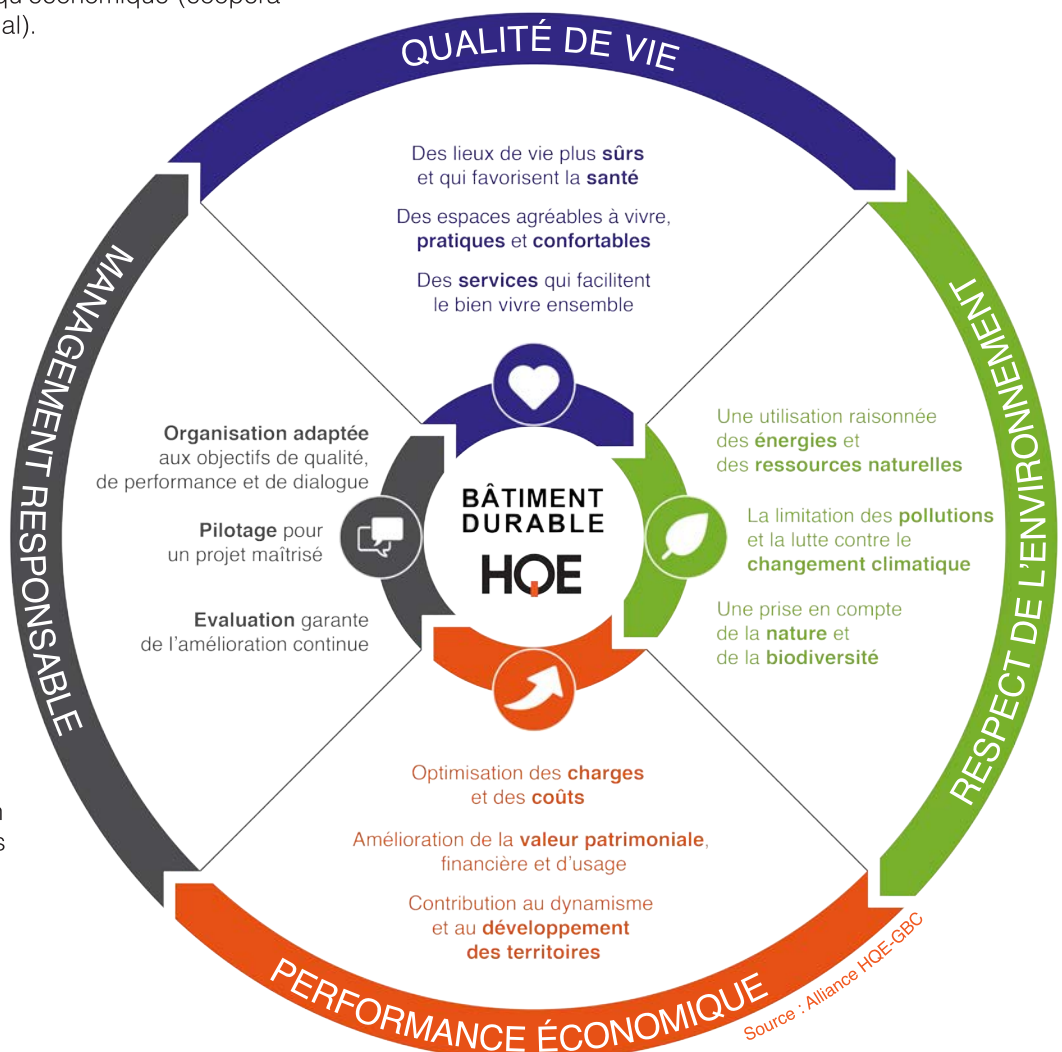 qu'économique (coopéra
al).
QUALITÉ DE VIE
Des lieux de vie plus sûrs
et qui favorisent la santé
Des espaces agréables à vivre,
pratiques et confortables
Des services qui facilitent
le bien vivre ensemble
MANAGEMENT RESPONSABLE
Organisation adaptée
aux objectifs de qualité,
de performance et de dialogue
Pilotage pour
un projet maîtrisé
Evaluation garante
de l'amélioration continue
BÂTIMENT
DURABLE
HQE
RESPECT DE L'ENVIRONNEMENT
Une utilisation raisonnée
des énergies et
des ressources naturelles
La limitation des pollutions
et la lutte contre le
changement climatique
Une prise en compte
de la nature et
de la biodiversité
Optimisation des charges
et des coûts
Amélioration de la valeur patrimoniale,
financière et d'usage
Contribution au dynamisme
et au développement
des territoires
PERFORMANCE ÉCONOMIQUE
Source : Alliance HQE-GBC
s